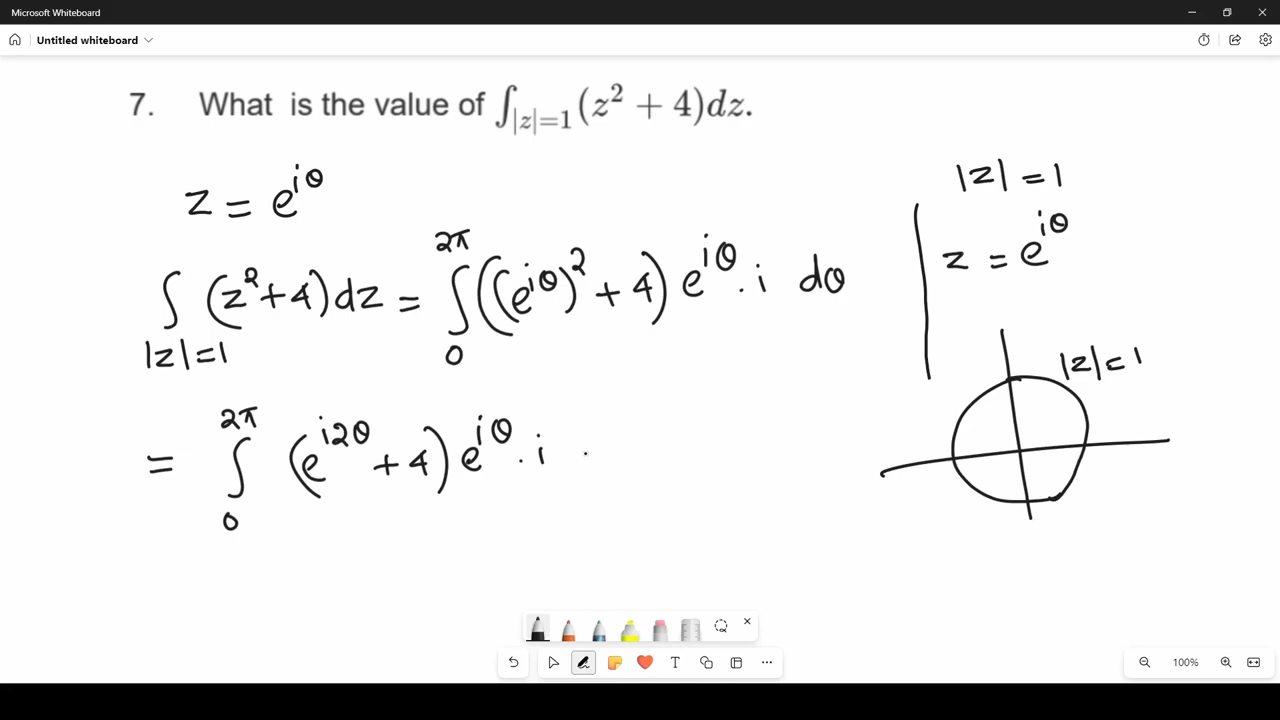 Microsoft Whiteboard
Untitled whiteboard
7. What is the value of ∫_{|z|=1} (z² + 4)dz.
z = e^{iθ}
∫_{|z|=1} (z²+4)dz = ∫_0^{2π} ((e^{iθ})² + 4) e^{iθ} . i dθ
= ∫_0^{2π} (e^{i2θ} + 4) e^{iθ} . i
|z| = 1
z = e^{iθ}
|z| = 1
T
100%